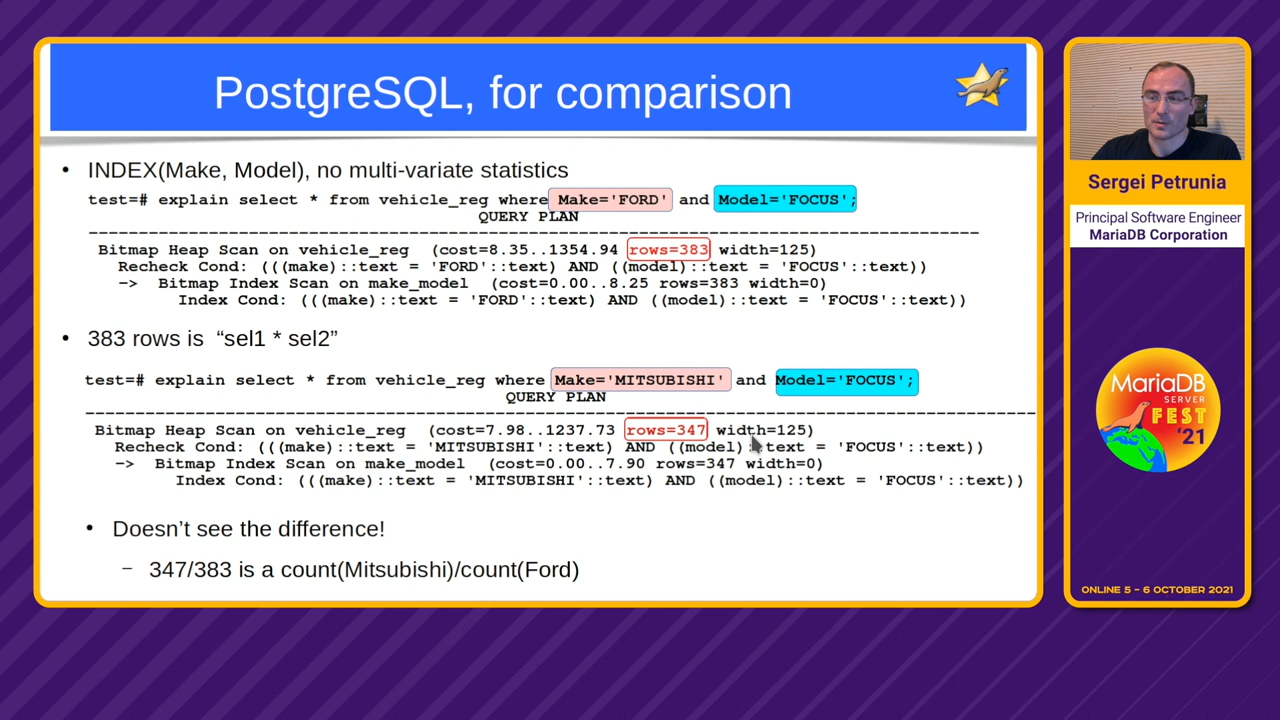 PostgreSQL, for comparison
• INDEX(Make, Model), no multi-variate statistics
test=# explain select * from vehicle_reg where Make='FORD' and Model='FOCUS';
QUERY PLAN
--------------------------------------------------------------------------------
Bitmap Heap Scan on vehicle_reg (cost=8.35..1354.94 rows=383 width=125)
Recheck Cond: (((make)::text = 'FORD'::text) AND ((model)::text = 'FOCUS'::text))
-> Bitmap Index Scan on make_model (cost=0.00..8.25 rows=383 width=0)
Index Cond: (((make)::text = 'FORD'::text) AND ((model)::text = 'FOCUS'::text))
• 383 rows is “sel1 * sel2”
test=# explain select * from vehicle_reg where Make='MITSUBISHI' and Model='FOCUS';
QUERY PLAN
--------------------------------------------------------------------------------
Bitmap Heap Scan on vehicle_reg (cost=7.98..1237.73 rows=347 width=125)
Recheck Cond: (((make)::text = 'MITSUBISHI'::text) AND ((model)::text = 'FOCUS'::text))
-> Bitmap Index Scan on make_model (cost=0.00..7.90 rows=347 width=0)
Index Cond: (((make)::text = 'MITSUBISHI'::text) AND ((model)::text = 'FOCUS'::text))
• Doesn’t see the difference!
– 347/383 is a count(Mitsubishi)/count(Ford)
Sergei Petrunia
Principal Software Engineer
MariaDB Corporation
MariaDB
SERVER
FEST
'21
ONLINE 5 – 6 OCTOBER 2021